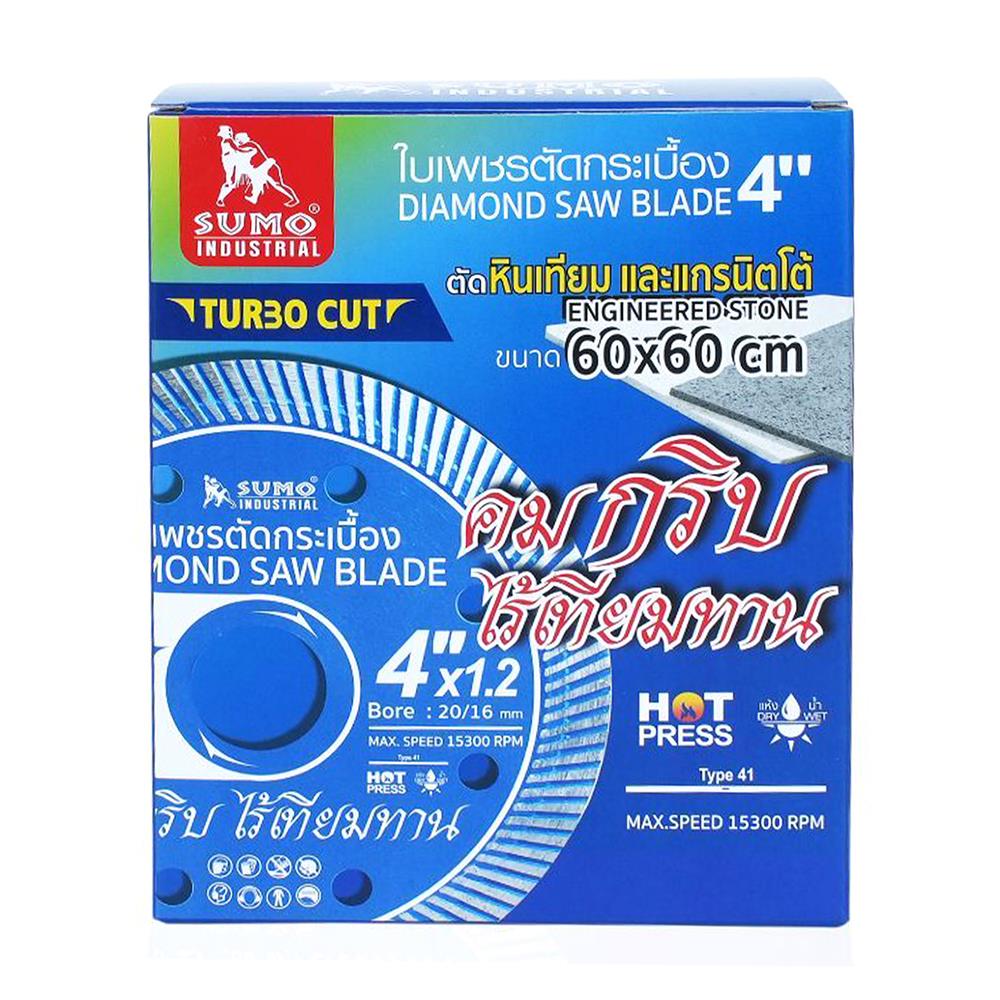 INDUSTRIAL
SUMO®
INDUSTRIAL
ใบเพชรตัดกระเบื้อง
DIAMOND SAW BLADE 4"
TURBO CUT
ตัดหินเทียม และแกรนิตโต้
ENGINEERED STONE
ขนาด 60x60 cm
คมกริบ
ไร้เทียมทาน
SUMO
INDUSTRIAL
เพชรตัดกระเบื้อง
MOND SAW BLADE
4"x1.2
Bore : 20/16 mm
MAX. SPEED 15300 RPM
Type 41
HOT
PRESS
ริบ ไร้เทียมทาน
HOT
PRESS
แห้ง น้ำ
DRY WET
Type 41
MAX.SPEED 15300 RPM